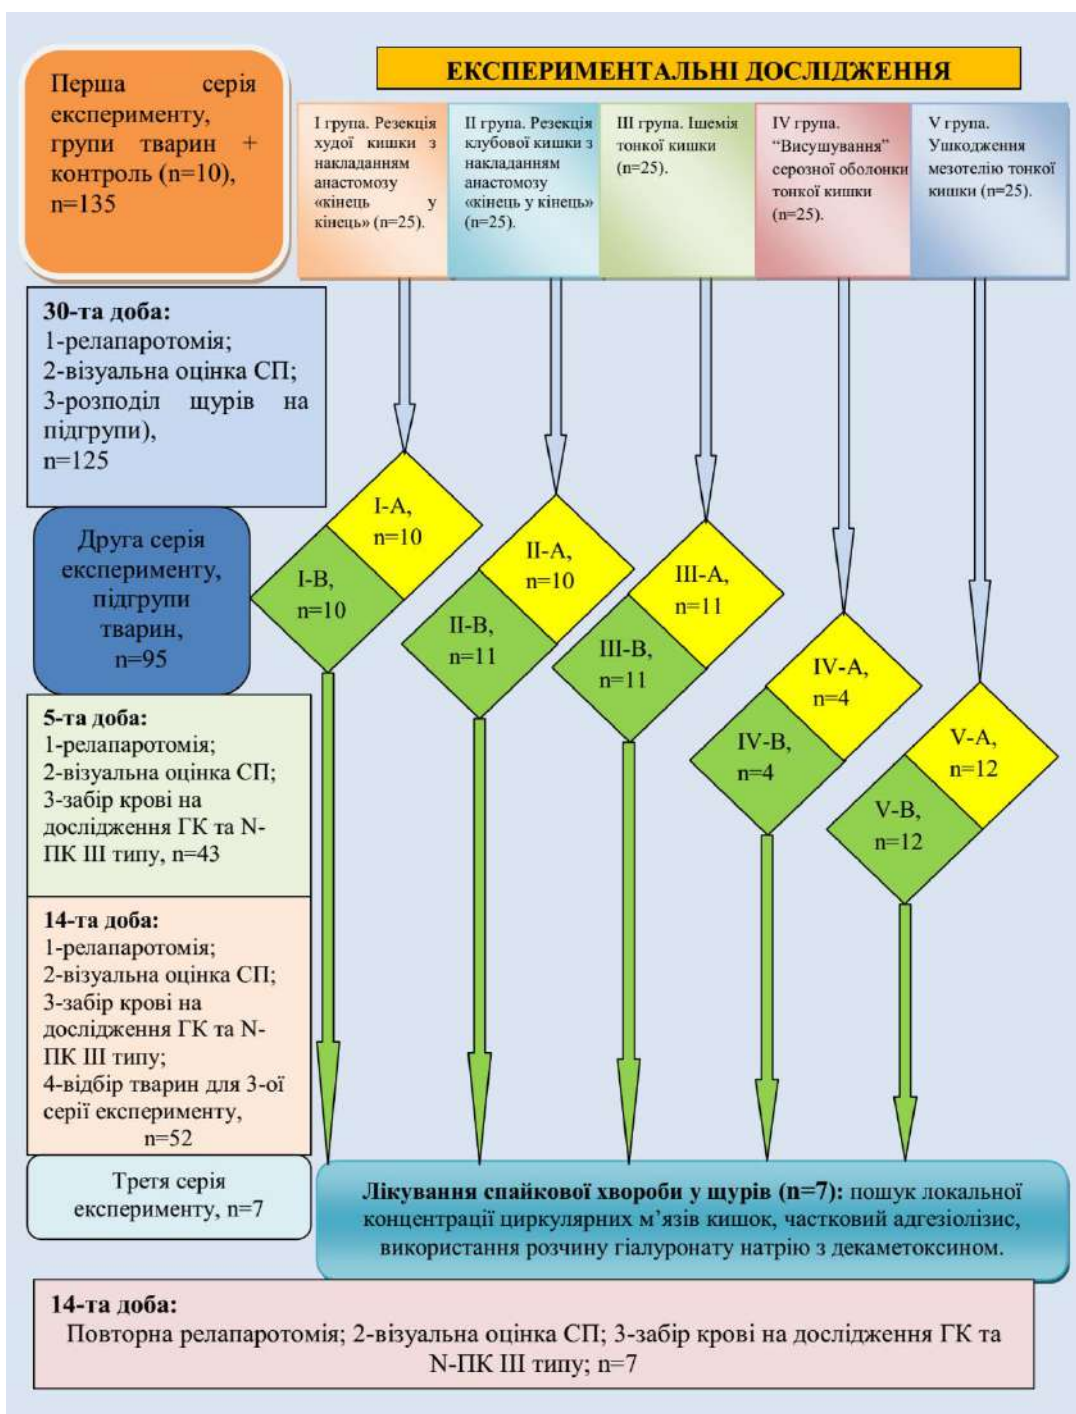 Перша серія
експерименту,
групи тварин +
контроль (n=10),
n=135
ЕКСПЕРИМЕНТАЛЬНІ ДОСЛІДЖЕННЯ
І група. Резекція
худої кишки з
накладанням
анастомозу
«кінець у
кінець» (n=25).
ІІ група. Резекція
клубової кишки з
накладанням
анастомозу
«кінець у кінець»
(n=25).
ІІІ група. Ішемія
тонкої кишки
(n=25).
IV група.
“Висушування”
серозної оболонки
тонкої кишки
(n=25).
V група.
Ушкодження
мезотелію тонкої
кишки (n=25).
30-та доба:
1-релапаротомія;
2-візуальна оцінка СП;
3-розподіл щурів на
підгрупи),
n=125
Друга серія
експерименту,
підгрупи
тварин,
n=95
5-та доба:
1-релапаротомія;
2-візуальна оцінка СП;
3-забір крові на
дослідження ГК та N-
ПК ІІІ типу, n=43
14-та доба:
1-релапаротомія;
2-візуальна оцінка СП;
3-забір крові на
дослідження ГК та N-
ПК ІІІ типу;
4-відбір тварин для 3-ої
серії експерименту,
n=52
I-A,
n=10
I-B,
n=10
II-A,
n=10
II-B,
n=11
III-A,
n=11
III-B,
n=11
IV-A,
n=4
IV-B,
n=4
V-A,
n=12
V-B,
n=12
Третя серія
експерименту, n=7
Лікування спайкової хвороби у щурів (n=7): пошук локальної
концентрації циркулярних м’язів кишок, частковий адгезіолізис,
використання розчину гіалуронату натрію з декаметоксином.
14-та доба:
Повторна релапаротомія; 2-візуальна оцінка СП; 3-забір крові на дослідження ГК та
N-ПК ІІІ типу; n=7